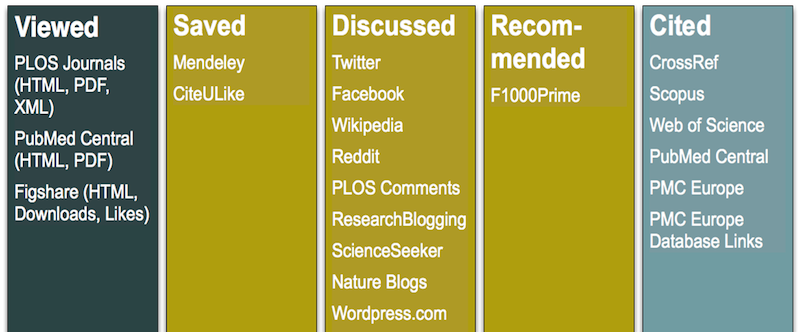 Viewed
PLOS Journals
(HTML, PDF,
XML)
PubMed Central
(HTML, PDF)
Figshare (HTML,
Downloads, Likes)
Saved
Mendeley
CiteULike
Discussed
Twitter
Facebook
Wikipedia
Reddit
PLOS Comments
ResearchBlogging
ScienceSeeker
Nature Blogs
Wordpress.com
Recom-
mended
F1000Prime
Cited
CrossRef
Scopus
Web of Science
PubMed Central
PMC Europe
PMC Europe
Database Links